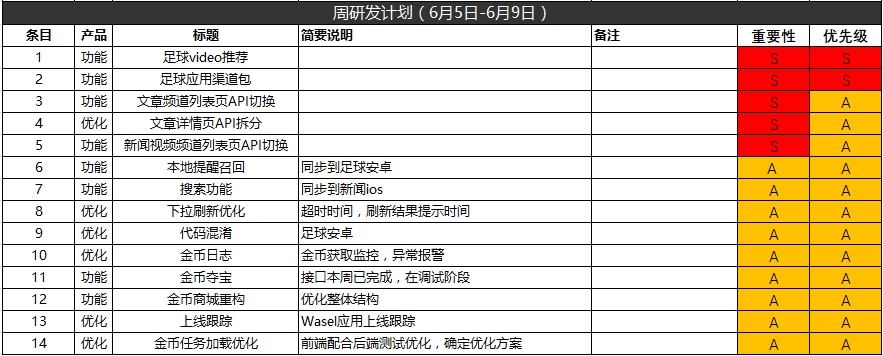 周研发计划（6月5日-6月9日）
条目 产品 标题 简要说明 备注 重要性 优先级
1 功能 足球video推荐 S S
2 功能 足球应用渠道包 S S
3 功能 文章频道列表页API切换 S A
4 优化 文章详情页API拆分 S A
5 功能 新闻视频频道列表页API切换 S A
6 功能 本地提醒召回 同步到足球安卓 A A
7 功能 搜索功能 同步到新闻ios A A
8 优化 下拉刷新优化 超时时间，刷新结果提示时间 A A
9 优化 代码混淆 足球安卓 A A
10 优化 金币日志 金币获取监控，异常报警 A A
11 功能 金币夺宝 接口本周已完成，在调试阶段 A A
12 功能 金币商城重构 优化整体结构 A A
13 优化 上线跟踪 Wasel应用上线跟踪 A A
14 优化 金币任务加载优化 前端配合后端测试优化，确定优化方案 A A